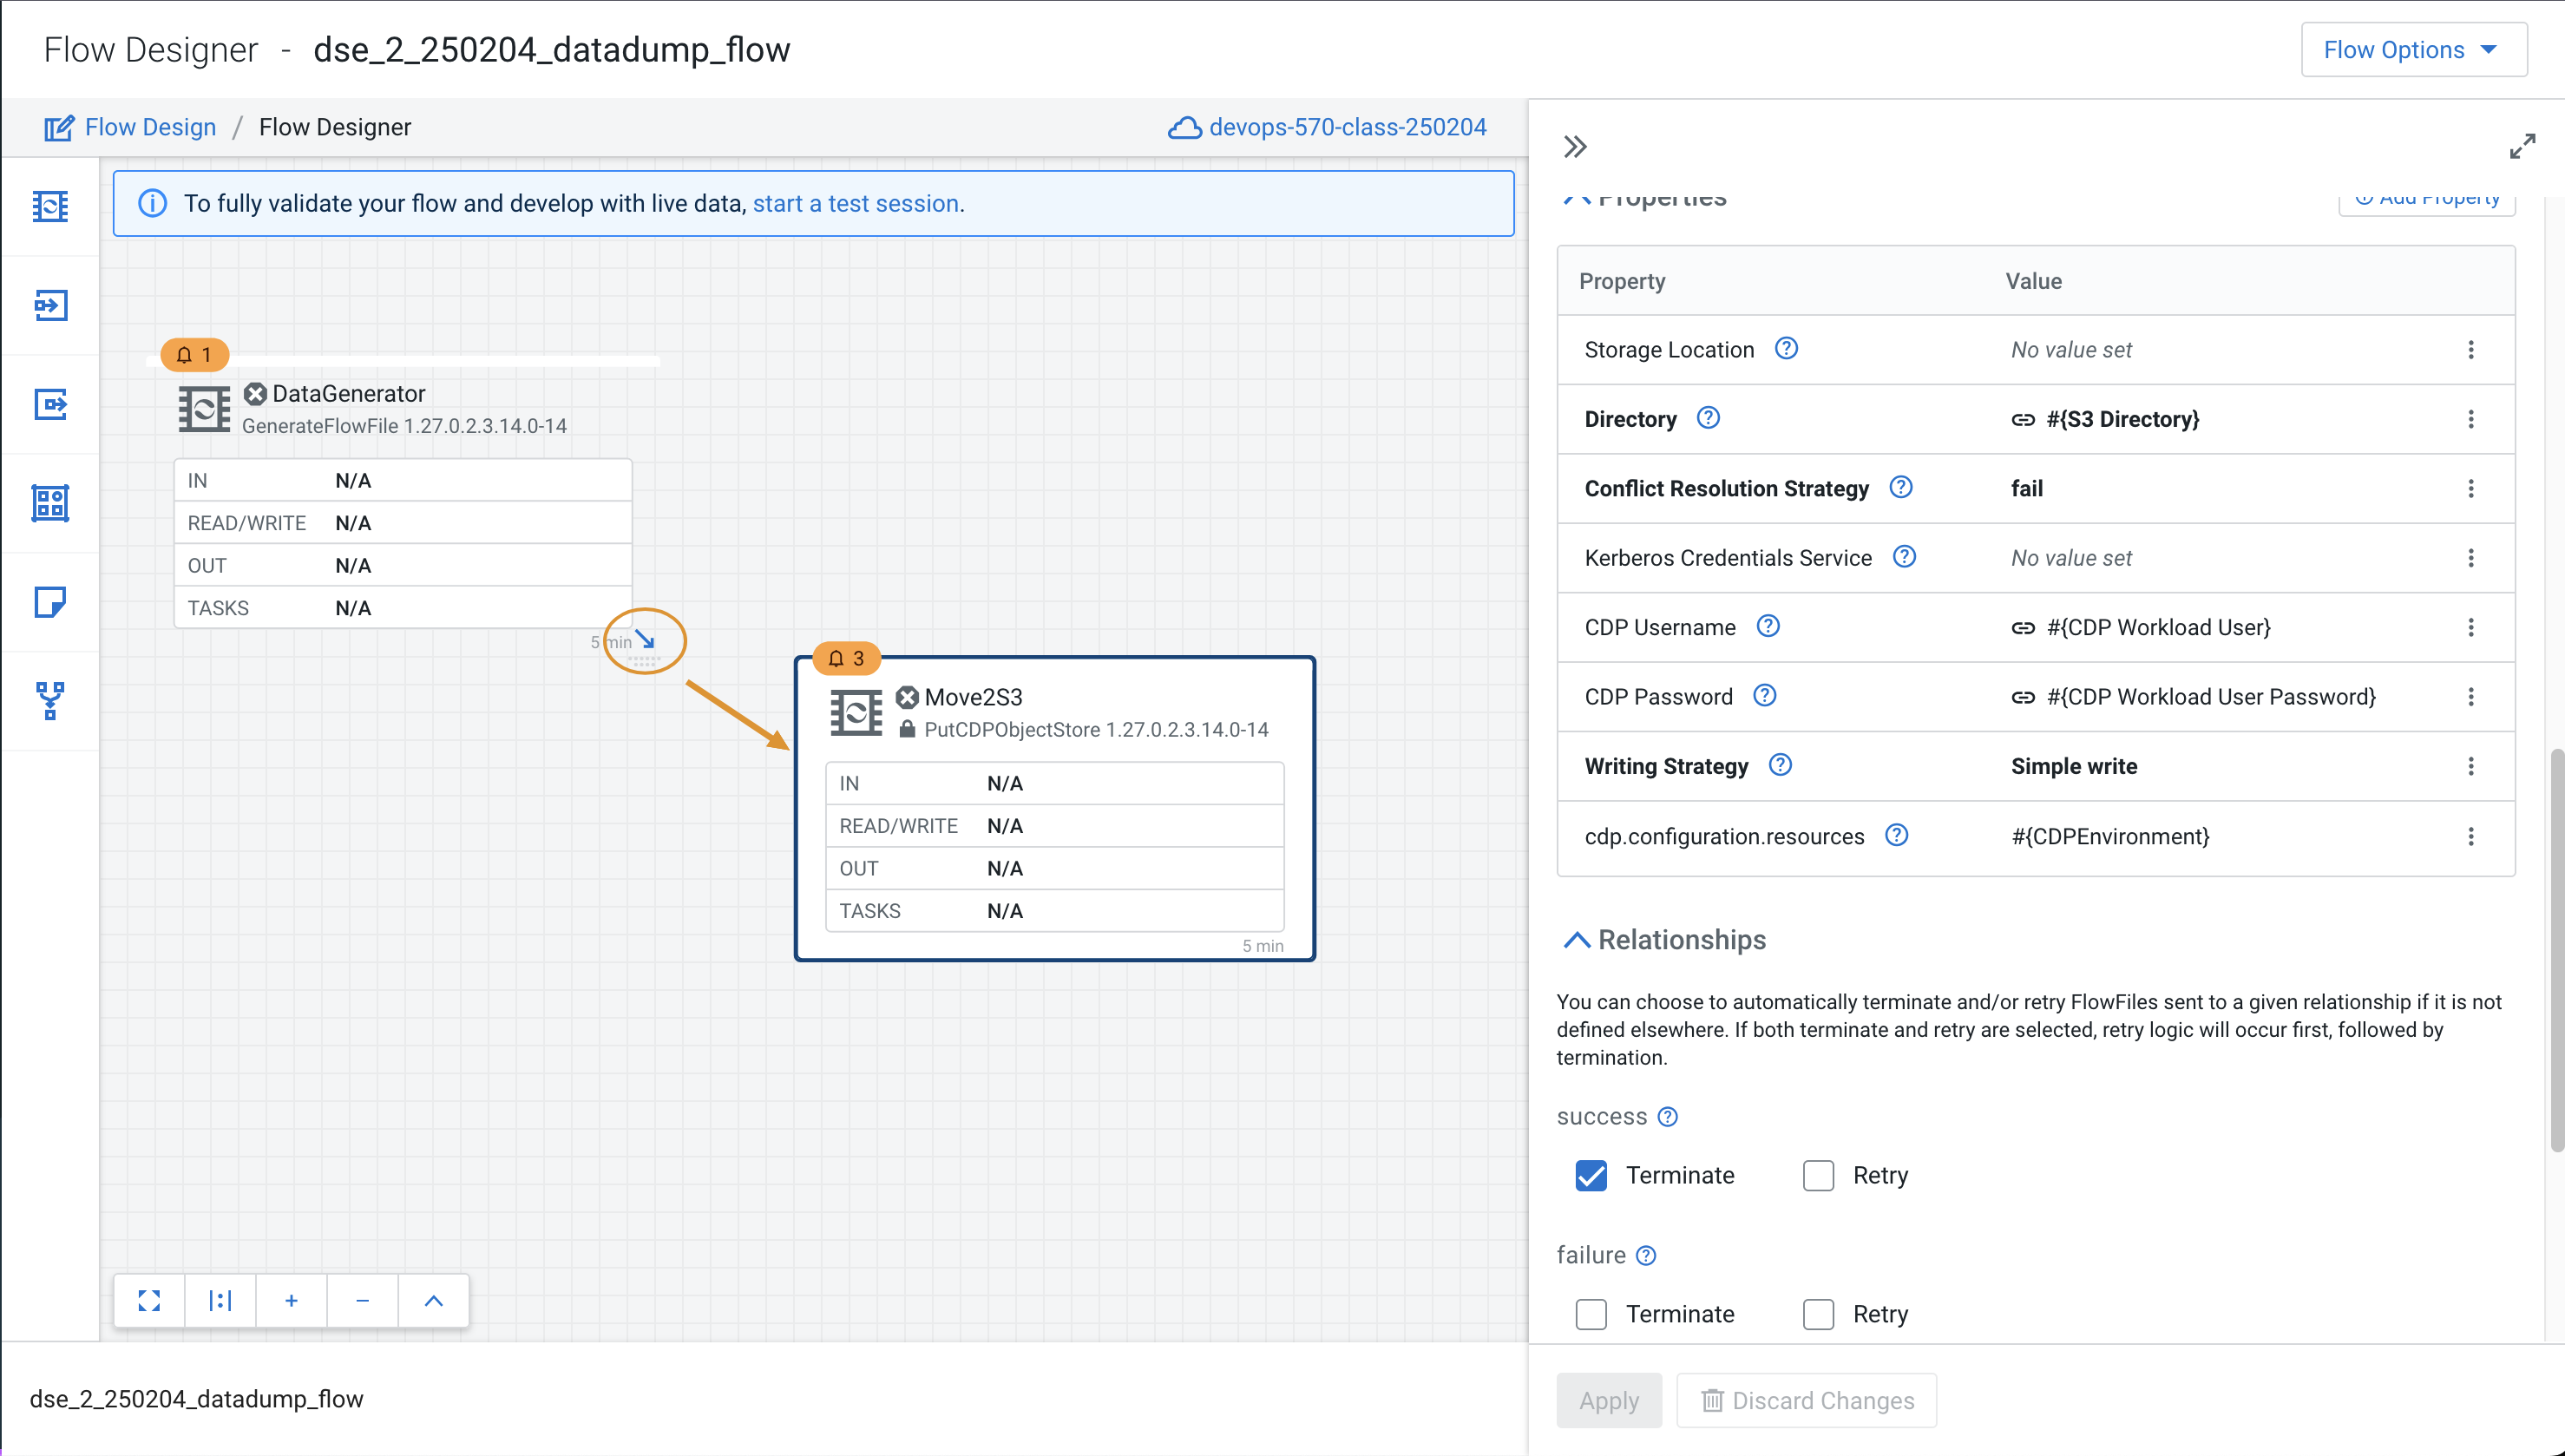 Flow Designer - dse_2_250204_datadump_flow
Flow Options
Flow Design / Flow Designer
devops-570-class-250204
To fully validate your flow and develop with live data, start a test session.
1
DataGenerator
GenerateFlowFile 1.27.0.2.3.14.0-14
IN N/A
READ/WRITE N/A
OUT N/A
TASKS N/A
5 min
3
Move2S3
PutCDPObjectStore 1.27.0.2.3.14.0-14
IN N/A
READ/WRITE N/A
OUT N/A
TASKS N/A
5 min
dse_2_250204_datadump_flow
Properties
Add Property
Property Value
Storage Location No value set
Directory #{S3 Directory}
Conflict Resolution Strategy fail
Kerberos Credentials Service No value set
CDP Username #{CDP Workload User}
CDP Password #{CDP Workload User Password}
Writing Strategy Simple write
cdp.configuration.resources #{CDPEnvironment}
Relationships
You can choose to automatically terminate and/or retry FlowFiles sent to a given relationship if it is not
defined elsewhere. If both terminate and retry are selected, retry logic will occur first, followed by
termination.
success
Terminate Retry
failure
Terminate Retry
Apply Discard Changes